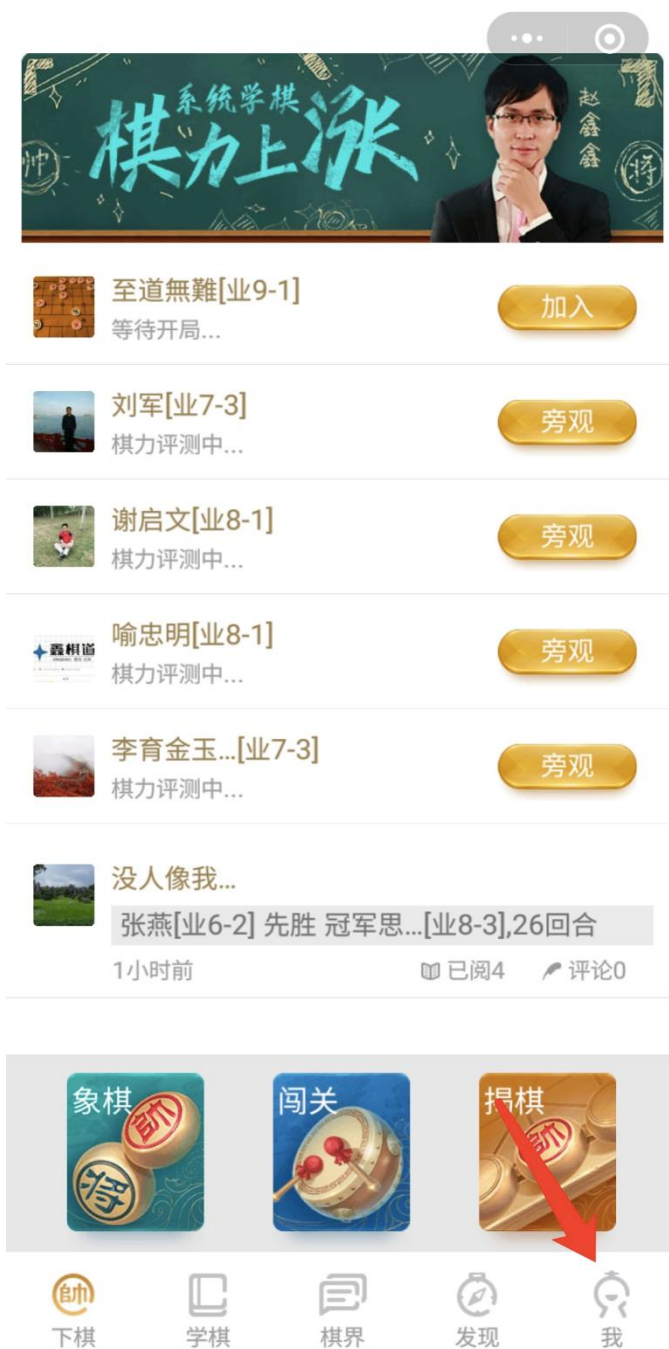 系统学棋
棋力上涨
赵鑫鑫
帅
将
至道無難[业9-1]
等待开局...
加入
刘军[业7-3]
棋力评测中...
旁观
谢启文[业8-1]
棋力评测中...
旁观
鑫棋道
喻忠明[业8-1]
棋力评测中...
旁观
李育金玉...[业7-3]
棋力评测中...
旁观
没人像我...
张燕[业6-2] 先胜 冠军思...[业8-3],26回合
1小时前 已阅4 评论0
象棋 闯关 揭棋
帥 將 帥
帥
下棋 学棋 棋界 发现 我